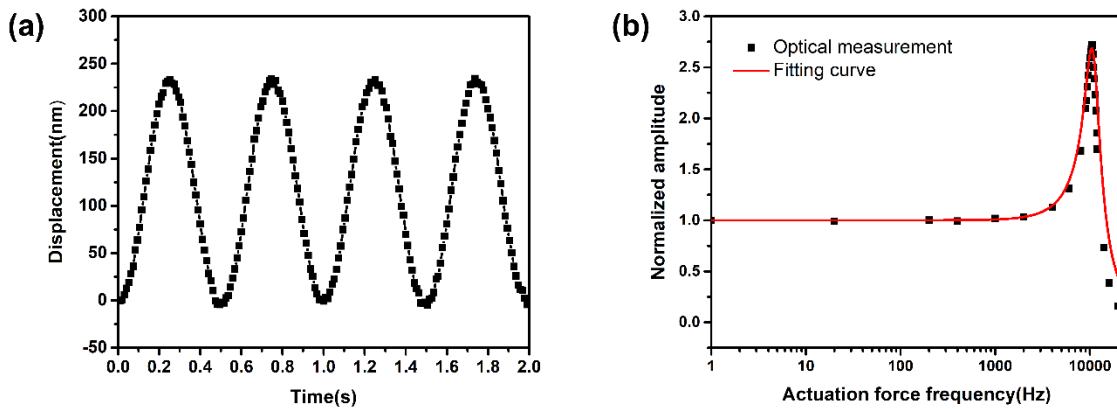 (a)
300
250
200
150
100
50
0
-50
Displacement(nm)
0.0 0.2 0.4 0.6 0.8 1.0 1.2 1.4 1.6 1.8 2.0
Time(s)
(b)
3.0
2.5
2.0
1.5
1.0
0.5
0.0
Normalized amplitude
Optical measurement
Fitting curve
1 10 100 1000 10000
Actuation force frequency(Hz)